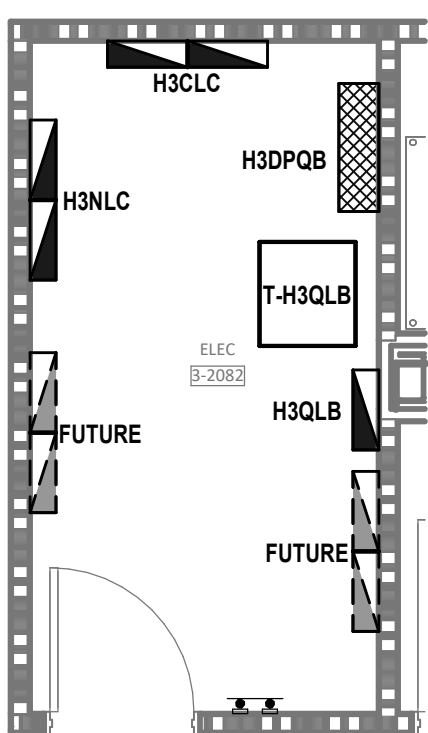 H3CLC
H3DPQB
H3NLC
T-H3QLB
ELEC
3-2082
H3QLB
FUTURE
FUTURE